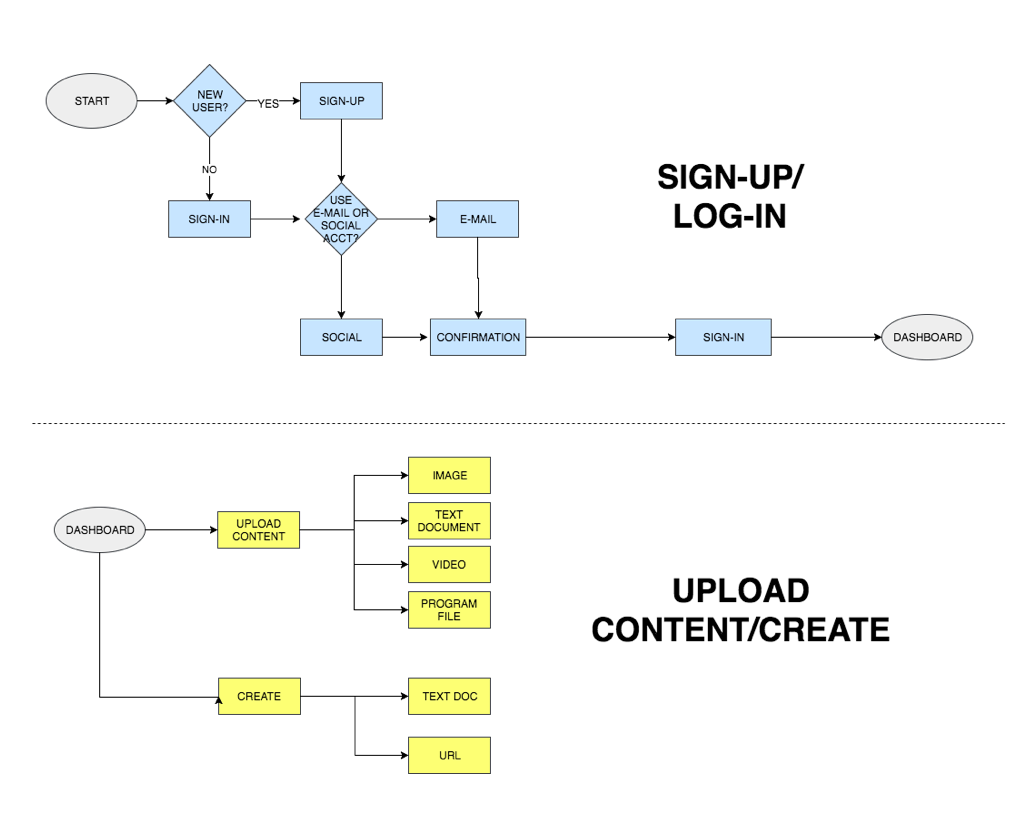 START
NEW
USER?
YES
SIGN-UP
NO
SIGN-IN
USE
E-MAIL OR
SOCIAL
ACCT?
E-MAIL
SIGN-UP/
LOG-IN
SOCIAL
CONFIRMATION
SIGN-IN
DASHBOARD
DASHBOARD
UPLOAD
CONTENT
IMAGE
TEXT
DOCUMENT
VIDEO
PROGRAM
FILE
UPLOAD
CONTENT/CREATE
CREATE
TEXT DOC
URL